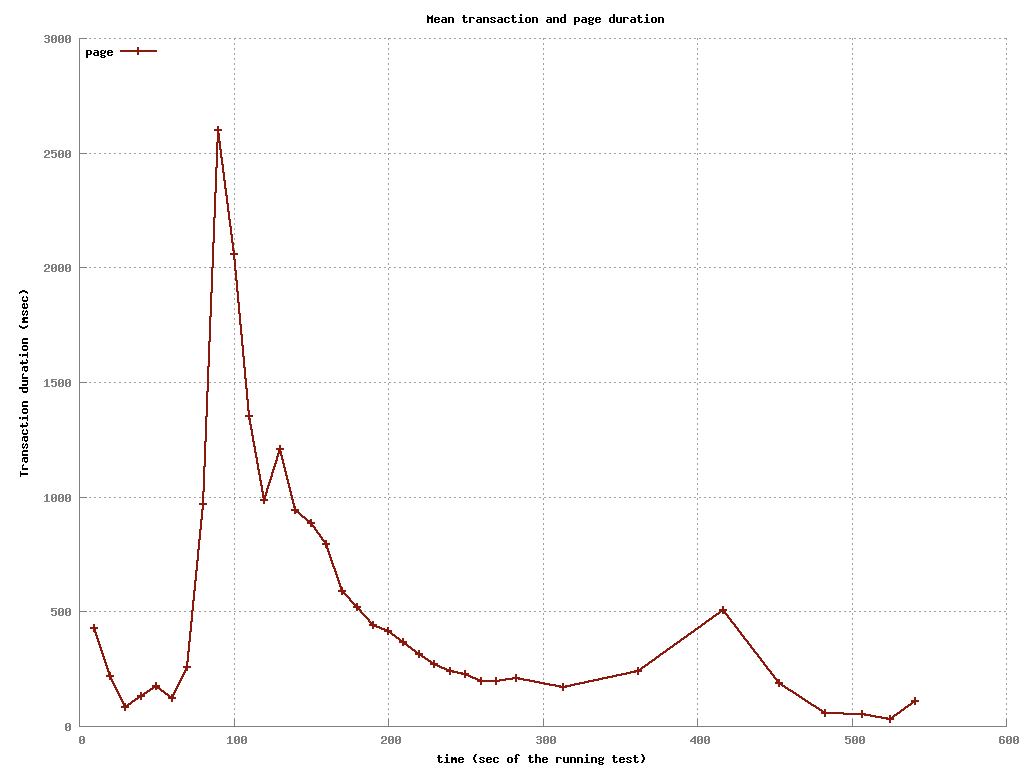 Mean transaction and page duration
page
3000
2500
2000
1500
1000
500
0
Transaction duration (msec)
0 100 200 300 400 500 600
time (sec of the running test)